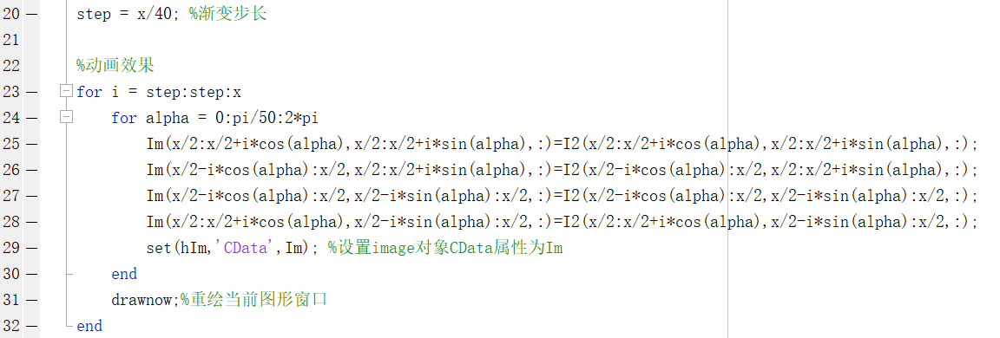 20 step = x/40; %渐变步长
21
22 %动画效果
23 for i = step:step:x
24 for alpha = 0:pi/50:2*pi
25 Im(x/2:x/2+i*cos(alpha),x/2:x/2+i*sin(alpha),:)=I2(x/2:x/2+i*cos(alpha),x/2:x/2+i*sin(alpha),:);
26 Im(x/2-i*cos(alpha):x/2,x/2:x/2+i*sin(alpha),:)=I2(x/2-i*cos(alpha):x/2,x/2:x/2+i*sin(alpha),:);
27 Im(x/2-i*cos(alpha):x/2,x/2-i*sin(alpha):x/2,:)=I2(x/2-i*cos(alpha):x/2,x/2-i*sin(alpha):x/2,:);
28 Im(x/2:x/2+i*cos(alpha),x/2-i*sin(alpha):x/2,:)=I2(x/2:x/2+i*cos(alpha),x/2-i*sin(alpha):x/2,:);
29 set(hIm,'CData',Im); %设置image对象CData属性为Im
30 end
31 drawnow;%重绘当前图形窗口
32 end